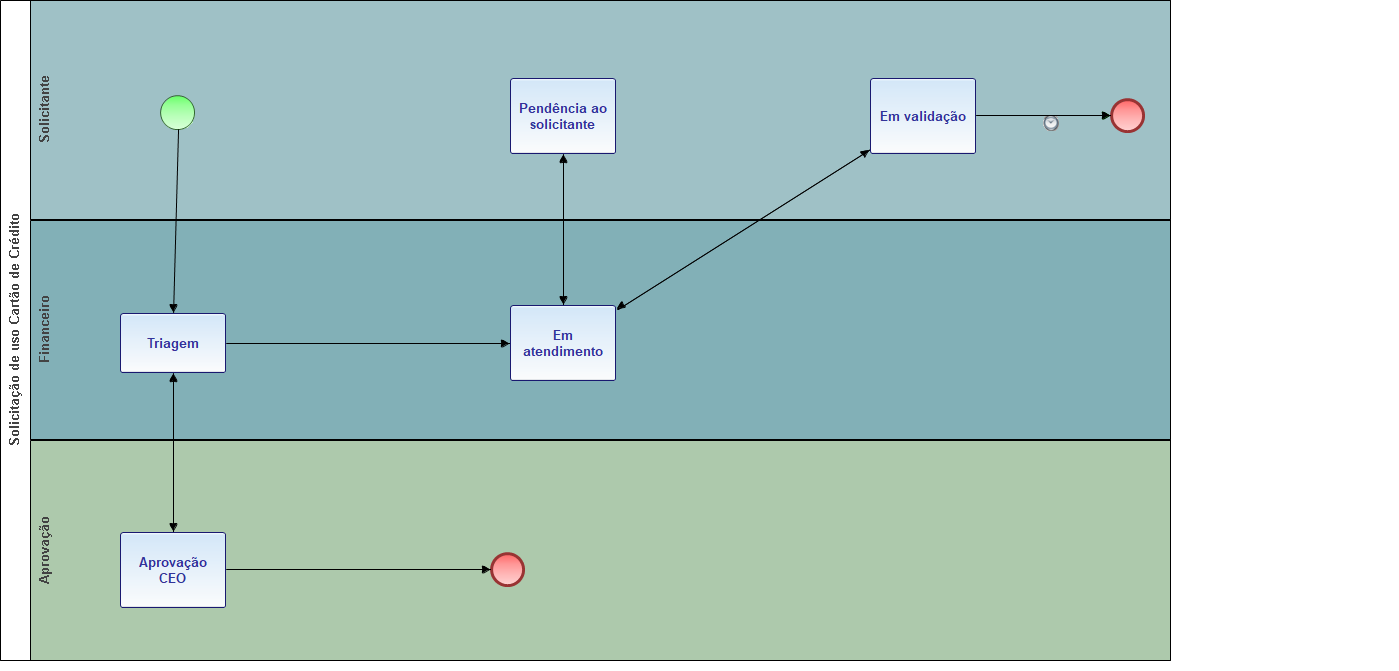 Solicitação de uso Cartão de Crédito
Solicitante
Pendência ao
solicitante
Em validação
Financeiro
Triagem
Em
atendimento
Aprovação
Aprovação
CEO